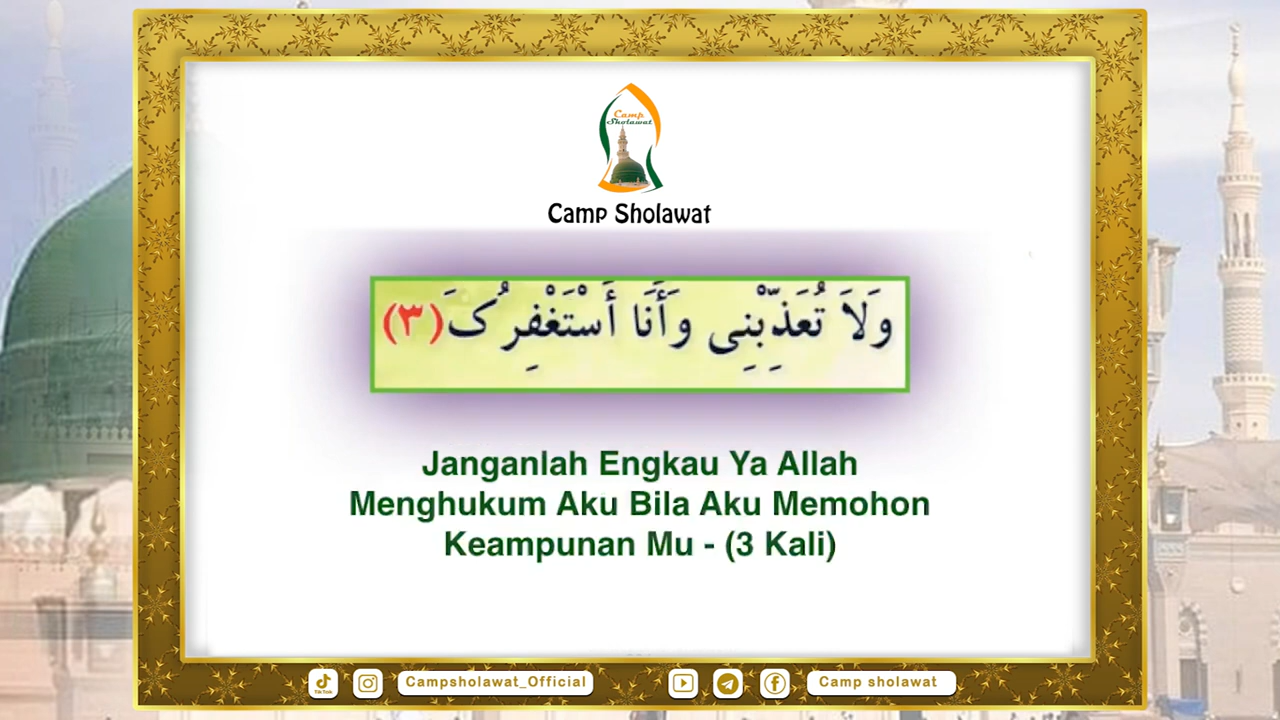 Camp
Sholawat
Camp Sholawat
وَلَا تُعَذِّبْنِى وَأَنَا أَسْتَغْفِرُكَ (٣)
Janganlah Engkau Ya Allah
Menghukum Aku Bila Aku Memohon
Keampunan Mu - (3 Kali)
TikTok
Campsholawat_Official
Camp sholawat